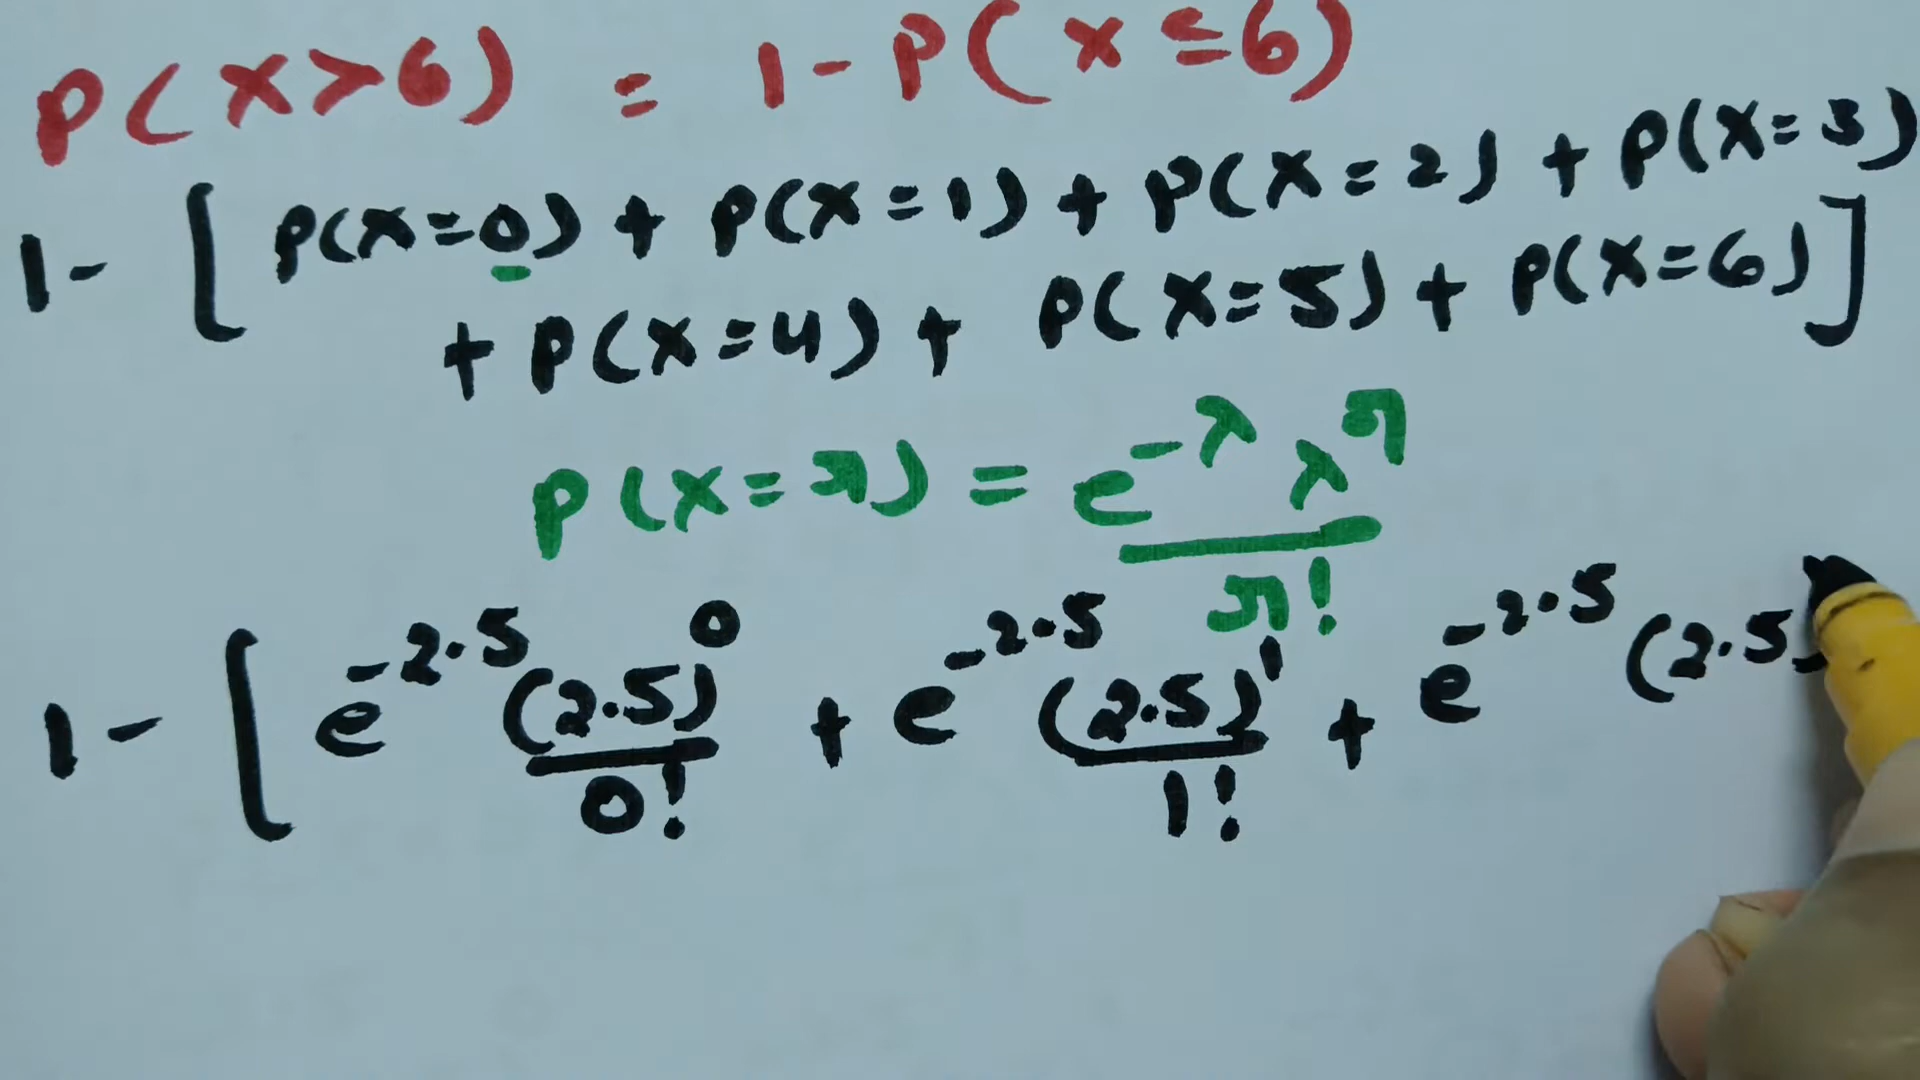 P(X>6) = 1-P(X≤6)
1- [P(X=0) + P(X=1) + P(X=2) + P(X=3)
+ P(X=4) + P(X=5) + P(X=6)]
P(X=x) = e^-λ λ^x / x!
1- [ e^-2.5 (2.5)^0 / 0! + e^-2.5 (2.5)^1 / 1! + e^-2.5 (2.5)